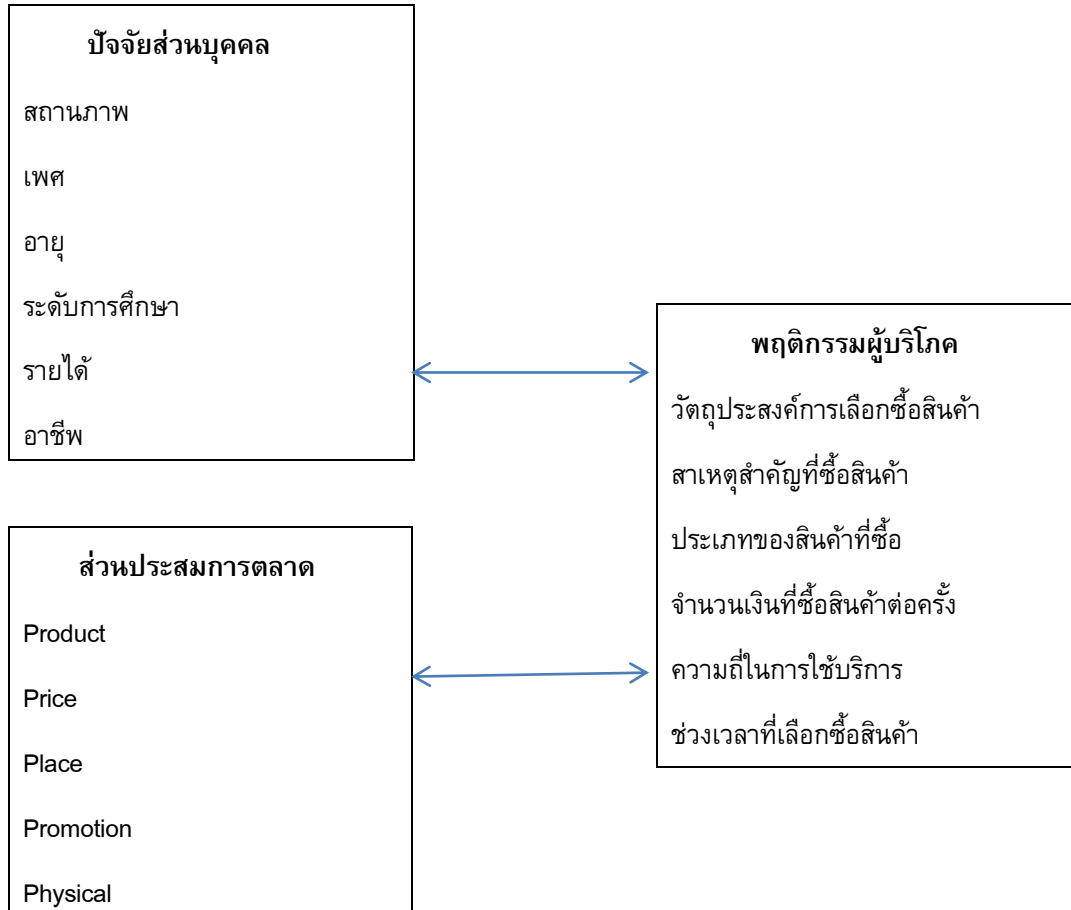 ปัจจัยส่วนบุคคล
สถานภาพ
เพศ
อายุ
ระดับการศึกษา
รายได้
อาชีพ
ส่วนประสมการตลาด
Product
Price
Place
Promotion
Physical
พฤติกรรมผู้บริโภค
วัตถุประสงค์การเลือกซื้อสินค้า
สาเหตุสำคัญที่ซื้อสินค้า
ประเภทของสินค้าที่ซื้อ
จำนวนเงินที่ซื้อสินค้าต่อครั้ง
ความถี่ในการใช้บริการ
ช่วงเวลาที่เลือกซื้อสินค้า